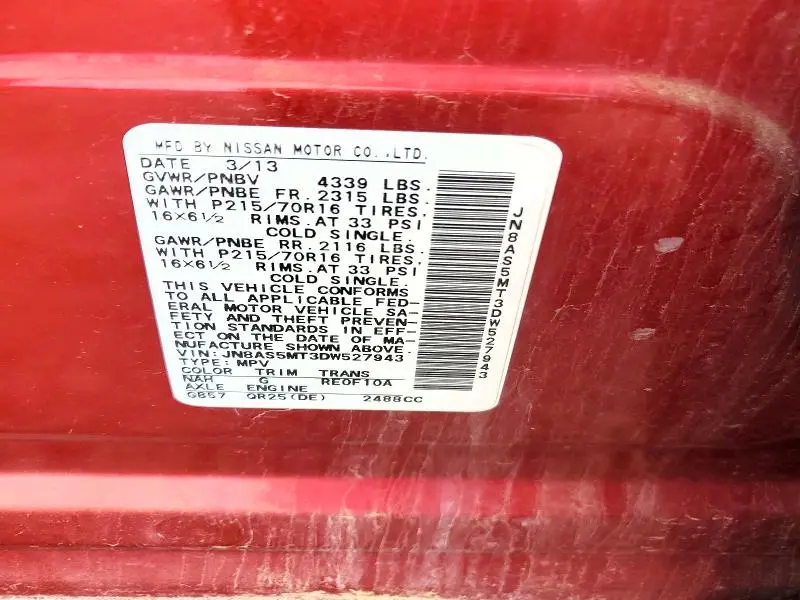 MFD BY NISSAN MOTOR CO.,LTD.
DATE 3/13
GVWR/PNBV 4339 LBS.
GAWR/PNBE FR. 2315 LBS.
WITH P215/70R16 TIRES.
16×6½ RIMS.AT 33 PSI
COLD SINGLE.
GAWR/PNBE RR. 2116 LBS.
WITH P215/70R16 TIRES.
16×6½ RIMS.AT 33 PSI
COLD SINGLE.
THIS VEHICLE CONFORMS
TO ALL APPLICABLE FED-
ERAL MOTOR VEHICLE SA-
FETY AND THEFT PREVEN-
TION STANDARDS IN EFF-
ECT ON THE DATE OF MA-
NUFACTURE SHOWN ABOVE.
VIN: JN8AS5MT3DW527943
TYPE: MPV
COLOR TRIM TRANS
NAH G RE0F10A
AXLE ENGINE
GB57 QR25(DE) 2488CC
JN8AS5MT3DW527943